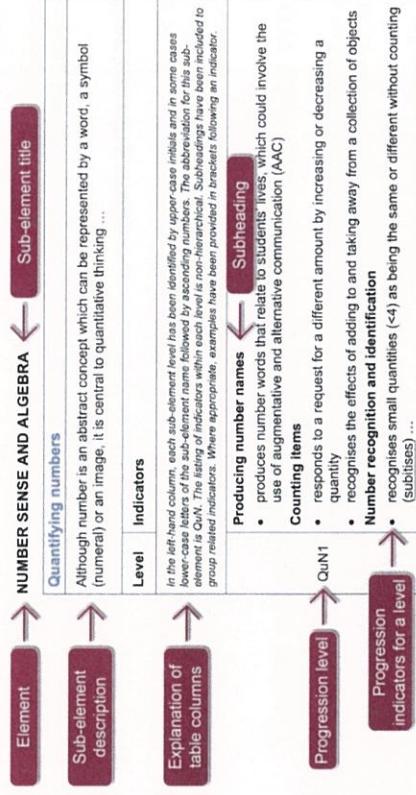 Element
NUMBER SENSE AND ALGEBRA
Sub-element title
Quantifying numbers
Sub-element
description
Although number is an abstract concept which can be represented by a word, a symbol
(numeral) or an image, it is central to quantitative thinking ...
Level
Indicators
Explanation of
table columns
In the left-hand column, each sub-element level has been identified by upper-case initials and in some cases
lower-case letters of the sub-element name followed by ascending numbers. The abbreviation for this sub-
element is QuN. The listing of indicators within each level is non-hierarchical. Subheadings have been included to
group related indicators. Where appropriate, examples have been provided in brackets following an indicator.
Producing number names
Subheading
• produces number words that relate to students' lives, which could involve the
use of augmentative and alternative communication (AAC)
Counting items
Progression level
QuN1
• responds to a request for a different amount by increasing or decreasing a
quantity
• recognises the effects of adding to and taking away from a collection of objects
Number recognition and identification
Progression
indicators for a level
• recognises small quantities (<4) as being the same or different without counting
(subitises) ...